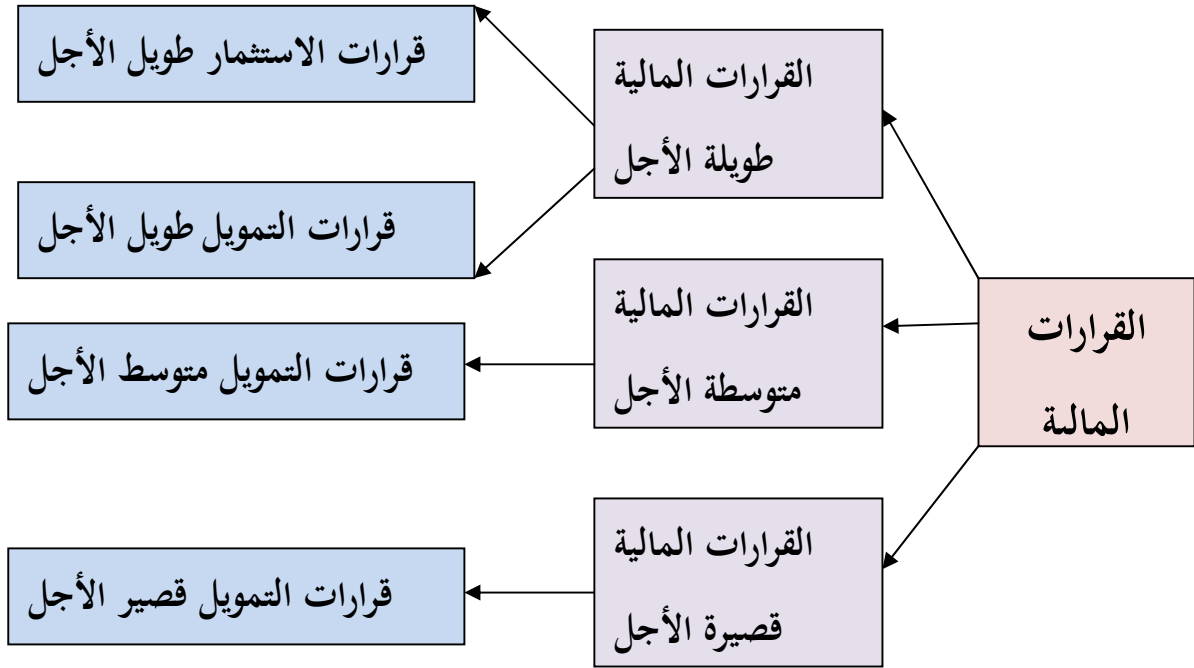 القرارات
المالية
القرارات المالية
طويلة الأجل
قرارات الاستثمار طويل الأجل
قرارات التمويل طويل الأجل
القرارات المالية
متوسطة الأجل
قرارات التمويل متوسط الأجل
القرارات المالية
قصيرة الأجل
قرارات التمويل قصير الأجل